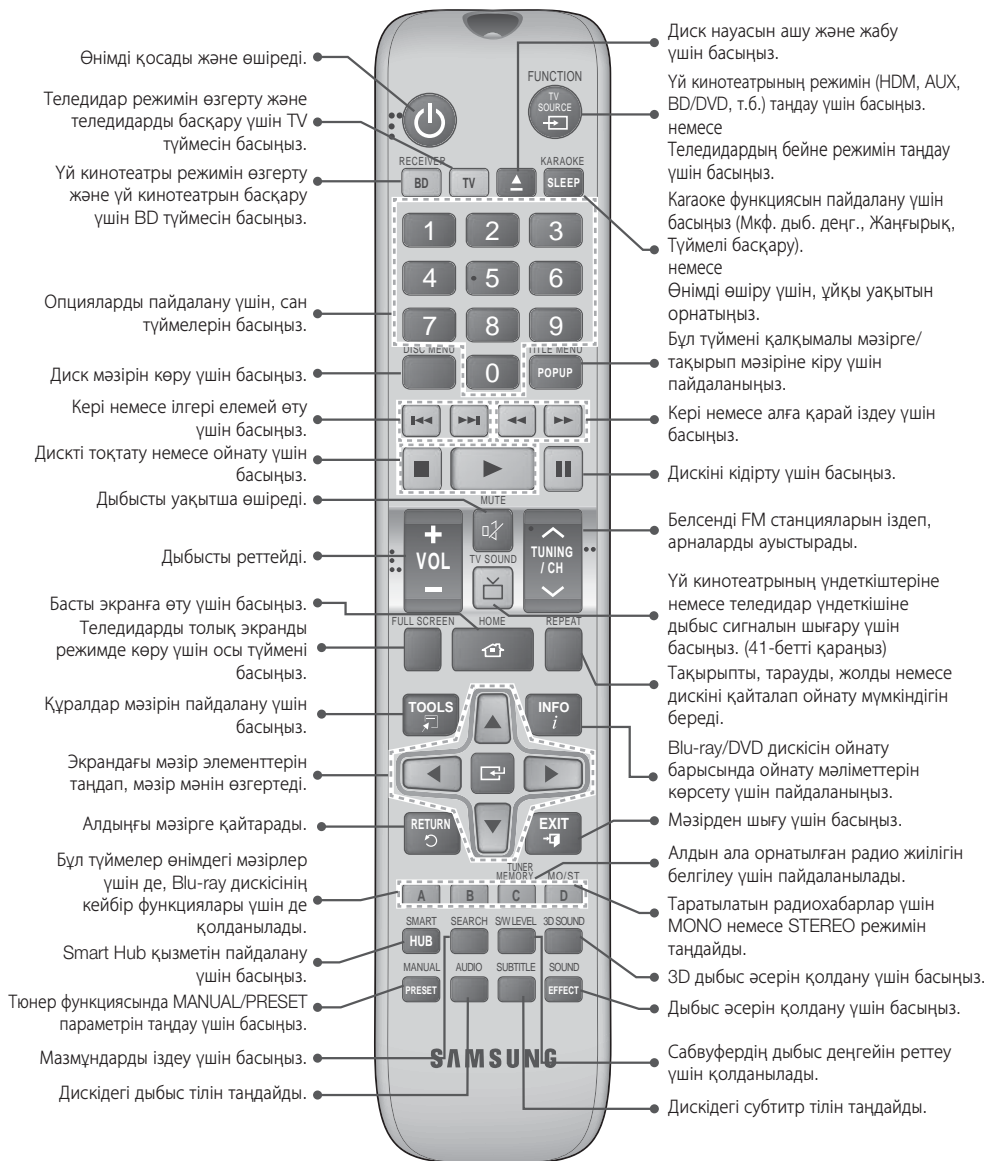 Өнімді қосады және өшіреді.
Теледидар режимін өзгерту және
теледидарды басқару үшін TV
түймесін басыңыз.
Үй кинотеатры режимін өзгерту
және үй кинотеатрын басқару
үшін BD түймесін басыңыз.
Опцияларды пайдалану үшін, сан
түймелерін басыңыз.
Диск мәзірін көру үшін басыңыз.
Кері немесе ілгері елемей өту
үшін басыңыз.
Дискті тоқтату немесе ойнату үшін
басыңыз.
Дыбысты уақытша өшіреді.
Дыбысты реттейді.
Басты экранға өту үшін басыңыз.
Теледидарды толық экранды
режимде көру үшін осы түймені
басыңыз.
Құралдар мәзірін пайдалану үшін
басыңыз.
Экрандағы мәзір элементтерін
таңдап, мәзір мәнін өзгертеді.
Алдыңғы мәзірге қайтарады.
Бұл түймелер өнімдегі мәзірлер
үшін де, Blu-ray дискісінің
кейбір функциялары үшін де
қолданылады.
Smart Hub қызметін пайдалану
үшін басыңыз.
Тюнер функциясында MANUAL/PRESET
параметрін таңдау үшін басыңыз.
Мазмұндарды іздеу үшін басыңыз.
Дискідегі дыбыс тілін таңдайды.
FUNCTION
TV
SOURCE
RECEIVER
KARAOKE
BD
TV
SLEEP
1 2 3
4 5 6
7 8 9
DISC MENU
TITLE MENU
0
POPUP
MUTE
VOL
TUNING
/ CH
TV SOUND
FULL SCREEN
HOME
REPEAT
TOOLS
INFO
i
RETURN
EXIT
TUNER
MEMORY
MO/ST
A B C D
SMART
SEARCH
S/W LEVEL
3D SOUND
HUB
MANUAL
AUDIO
SUBTITLE
SOUND
PRESET
EFFECT
SAMSUNG
Диск науасын ашу және жабу
үшін басыңыз.
Үй кинотеатрының режимін (HDM, AUX,
BD/DVD, т.б.) таңдау үшін басыңыз.
немесе
Теледидардың бейне режимін таңдау
үшін басыңыз.
Karaoke функциясын пайдалану үшін
басыңыз (Мкф. дыб. деңг., Жаңғырық,
Түймелі басқару).
немесе
Өнімді өшіру үшін, ұйқы уақытын
орнатыңыз.
Бұл түймені қалқымалы мәзірге/
тақырып мәзіріне кіру үшін
пайдаланыңыз.
Кері немесе алға қарай іздеу үшін
басыңыз.
Дискіні кідірту үшін басыңыз.
Белсенді FM станцияларын іздеп,
арналарды ауыстырады.
Үй кинотеатрының үндеткіштеріне
немесе теледидар үндеткішіне
дыбыс сигналын шығару үшін
басыңыз. (41-бетті қараңыз)
Тақырыпты, тарауды, жолды немесе
дискіні қайталап ойнату мүмкіндігін
береді.
Blu-ray/DVD дискісін ойнату
барысында ойнату мәліметтерін
көрсету үшін пайдаланыңыз.
Мәзірден шығу үшін басыңыз.
Алдын ала орнатылған радио жиілігін
белгілеу үшін пайдаланылады.
Таратылатын радиохабарлар үшін
MONO немесе STEREO режимін
таңдайды.
3D дыбыс әсерін қолдану үшін басыңыз.
Дыбыс әсерін қолдану үшін басыңыз.
Сабвуфердің дыбыс деңгейін реттеу
үшін қолданылады.
Дискідегі субтитр тілін таңдайды.